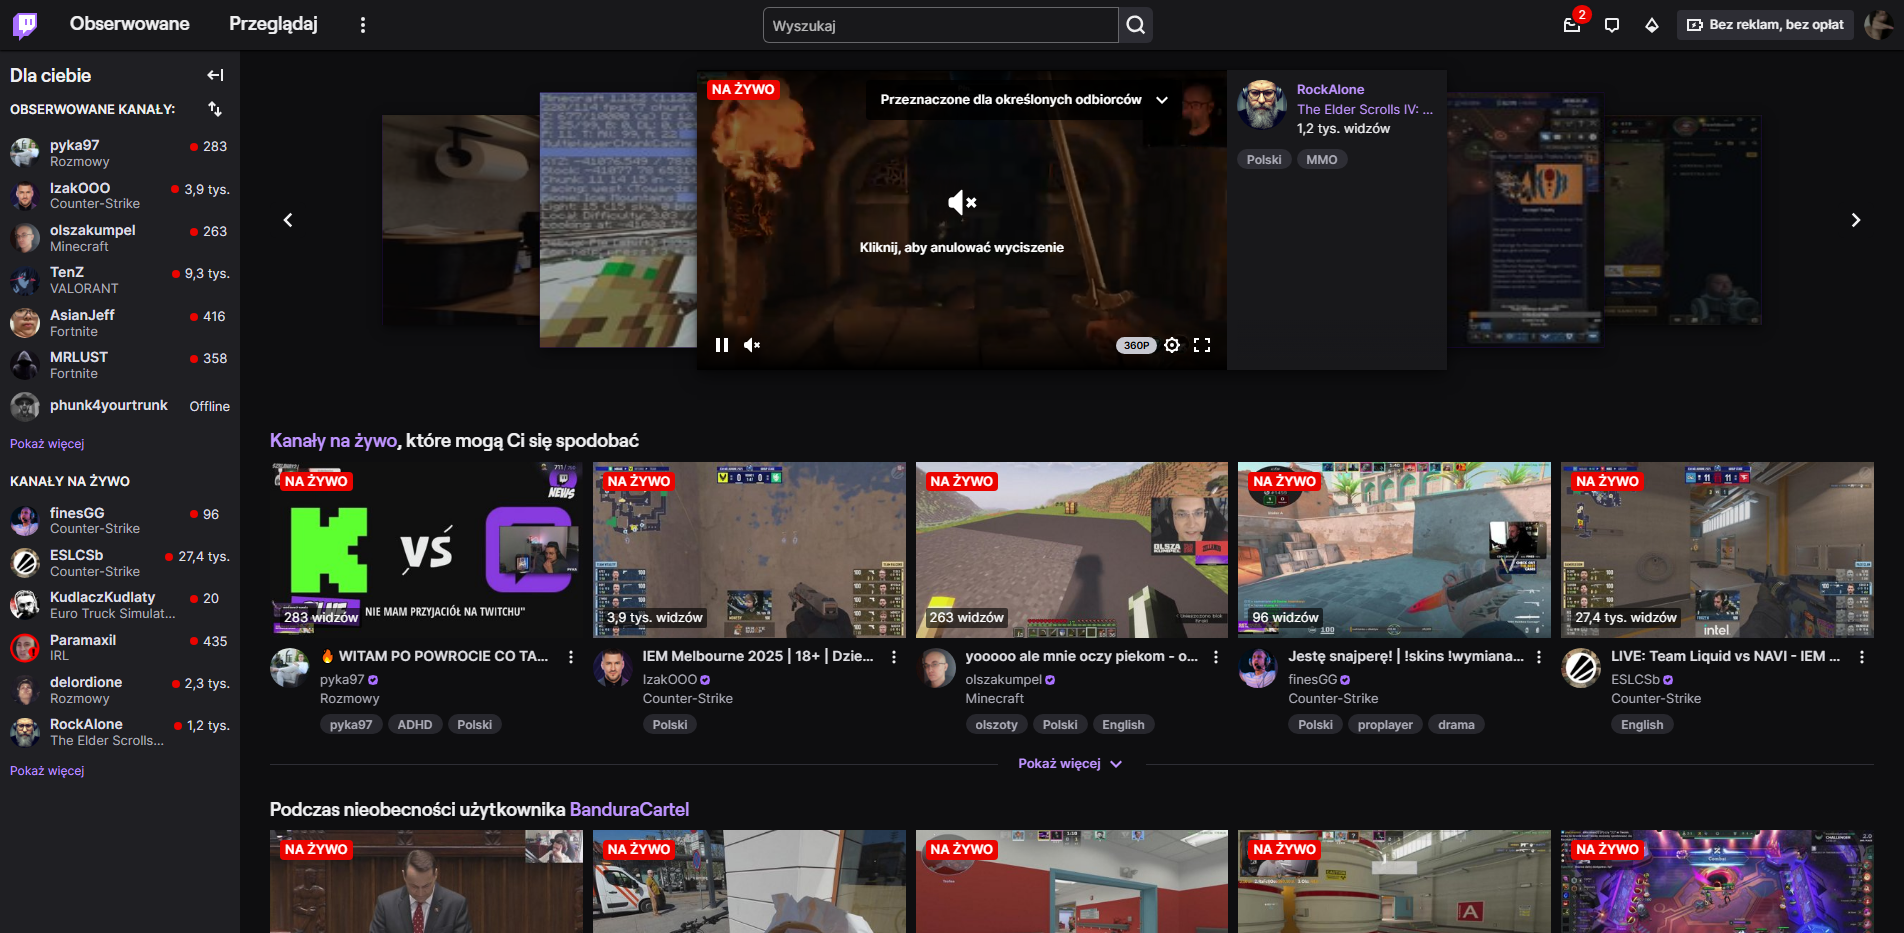 Obserwowane
Przeglądaj
Wyszukaj
2
Bez reklam, bez opłat
Dla ciebie
OBSERWOWANE KANAŁY:
pyka97
283
Rozmowy
IzakOOO
3,9 tys.
Counter-Strike
olszakumpel
263
Minecraft
TenZ
9,3 tys.
VALORANT
AsianJeff
416
Fortnite
MRLUST
358
Fortnite
phunk4yourtrunk
Offline
Pokaż więcej
KANAŁY NA ŻYWO
finesGG
96
Counter-Strike
ESLCSb
27,4 tys.
Counter-Strike
KudlaczKudlaty
20
Euro Truck Simulat...
Paramaxil
435
IRL
delordione
2,3 tys.
Rozmowy
RockAlone
1,2 tys.
The Elder Scrolls...
Pokaż więcej
NA ŻYWO
Przeznaczone dla określonych odbiorców
Kliknij, aby anulować wyciszenie
360P
RockAlone
The Elder Scrolls IV: ...
1,2 tys. widzów
Polski
MMO
Kanały na żywo, które mogą Ci się spodobać
NA ŻYWO
NEWS
VS
NIE MAM PRZYJACIÓŁ NA TWITCHU"
283 widzów
🔥 WITAM PO POWROCIE CO TA...
pyka97
Rozmowy
pyka97
ADHD
Polski
NA ŻYWO
3,9 tys. widzów
IEM Melbourne 2025 | 18+ | Dzie...
IzakOOO
Counter-Strike
Polski
NA ŻYWO
OLSZA
KUMPEL
263 widzów
yooooo ale mnie oczy piekom - o...
olszakumpel
Minecraft
olszoty
Polski
English
NA ŻYWO
96 widzów
100
Jestę snajperę! | !skins !wymiana...
finesGG
Counter-Strike
Polski
proplayer
drama
NA ŻYWO
11 11
27,4 tys. widzów
intel
LIVE: Team Liquid vs NAVI - IEM ...
ESLCSb
Counter-Strike
English
Pokaż więcej
Podczas nieobecności użytkownika BanduraCartel
NA ŻYWO
NA ŻYWO
NA ŻYWO
NA ŻYWO
A
NA ŻYWO